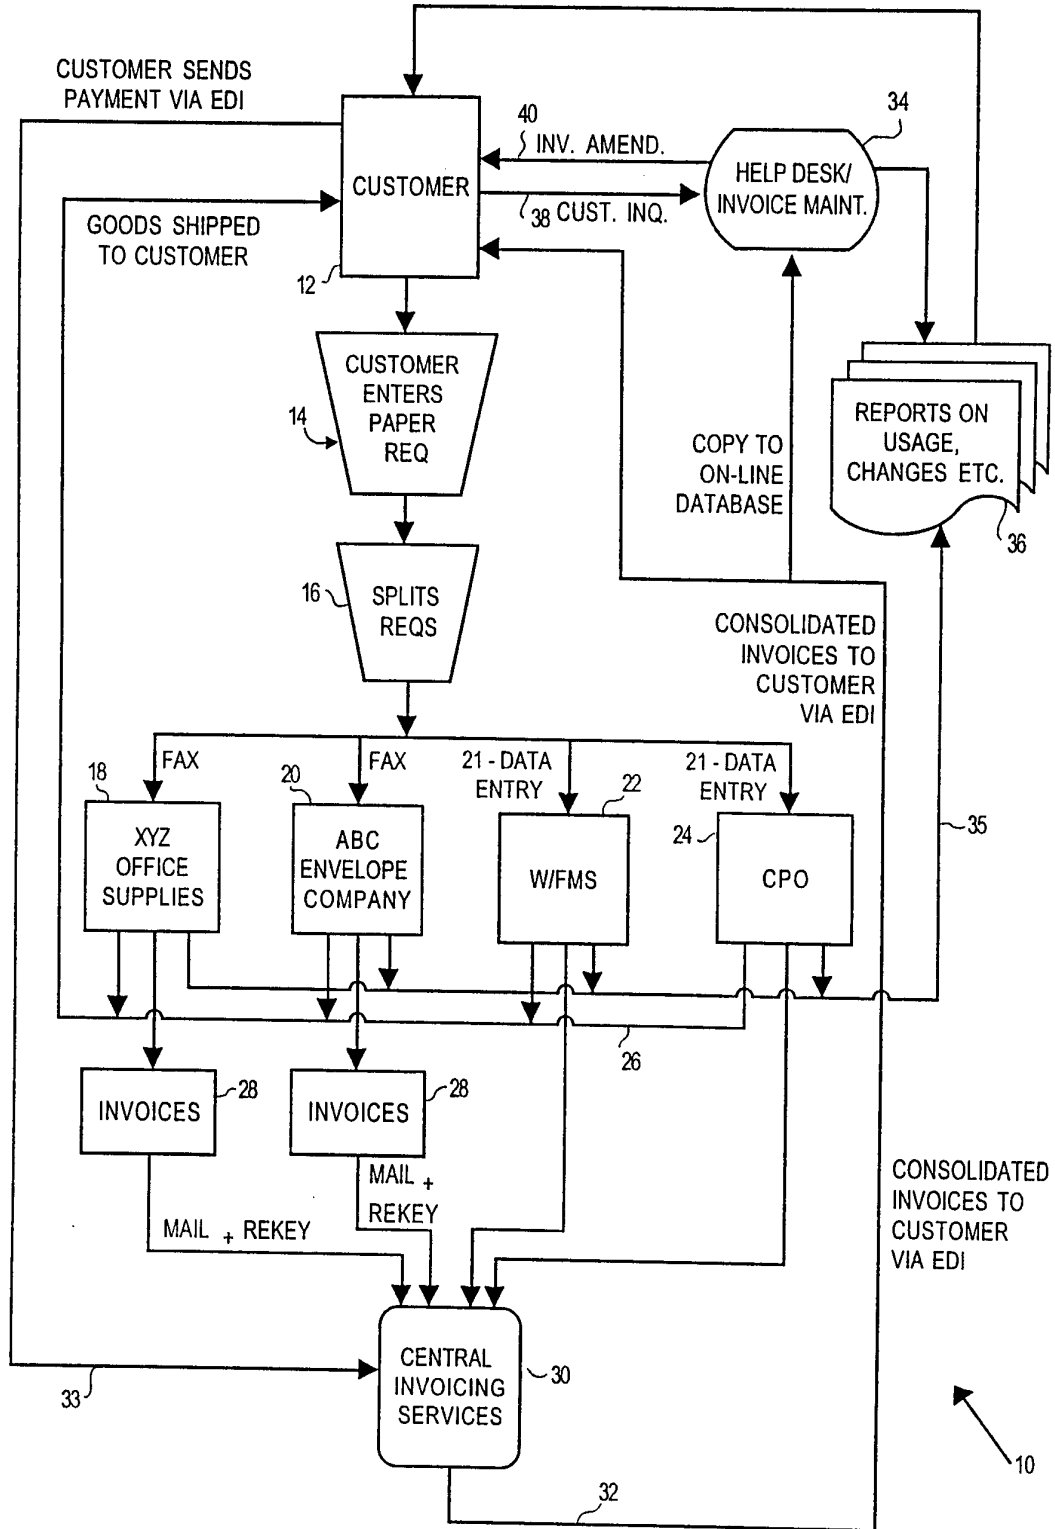 CUSTOMER SENDS
PAYMENT VIA EDI
40
INV. AMEND.
34
HELP DESK/
INVOICE MAINT.
CUSTOMER
38 CUST. INQ.
GOODS SHIPPED
TO CUSTOMER
12
CUSTOMER
ENTERS
PAPER
REQ
14
COPY TO
ON-LINE
DATABASE
REPORTS ON
USAGE,
CHANGES ETC.
36
16
SPLITS
REQS
CONSOLIDATED
INVOICES TO
CUSTOMER
VIA EDI
FAX
FAX
21 - DATA
ENTRY
21 - DATA
ENTRY
18
20
22
24
35
XYZ
OFFICE
SUPPLIES
ABC
ENVELOPE
COMPANY
W/FMS
CPO
26
INVOICES
28
INVOICES
28
MAIL + REKEY
MAIL +
REKEY
CONSOLIDATED
INVOICES TO
CUSTOMER
VIA EDI
CENTRAL
INVOICING
SERVICES
30
33
10
32